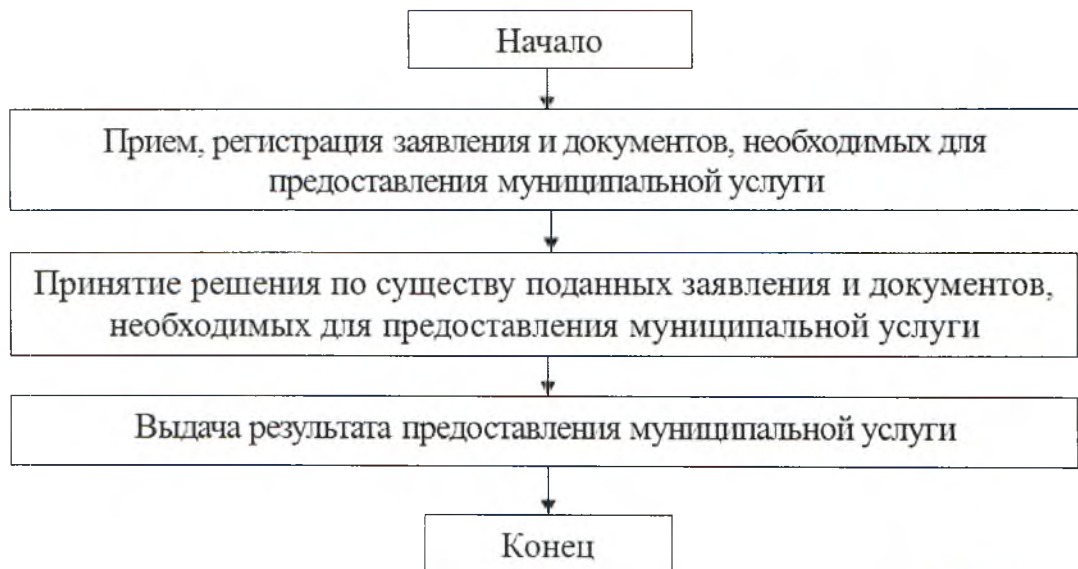 Начало
Прием, регистрация заявления и документов, необходимых для
предоставления муниципальной услуги
Принятие решения по существу поданных заявления и документов,
необходимых для предоставления муниципальной услуги
Выдача результата предоставления муниципальной услуги
Конец